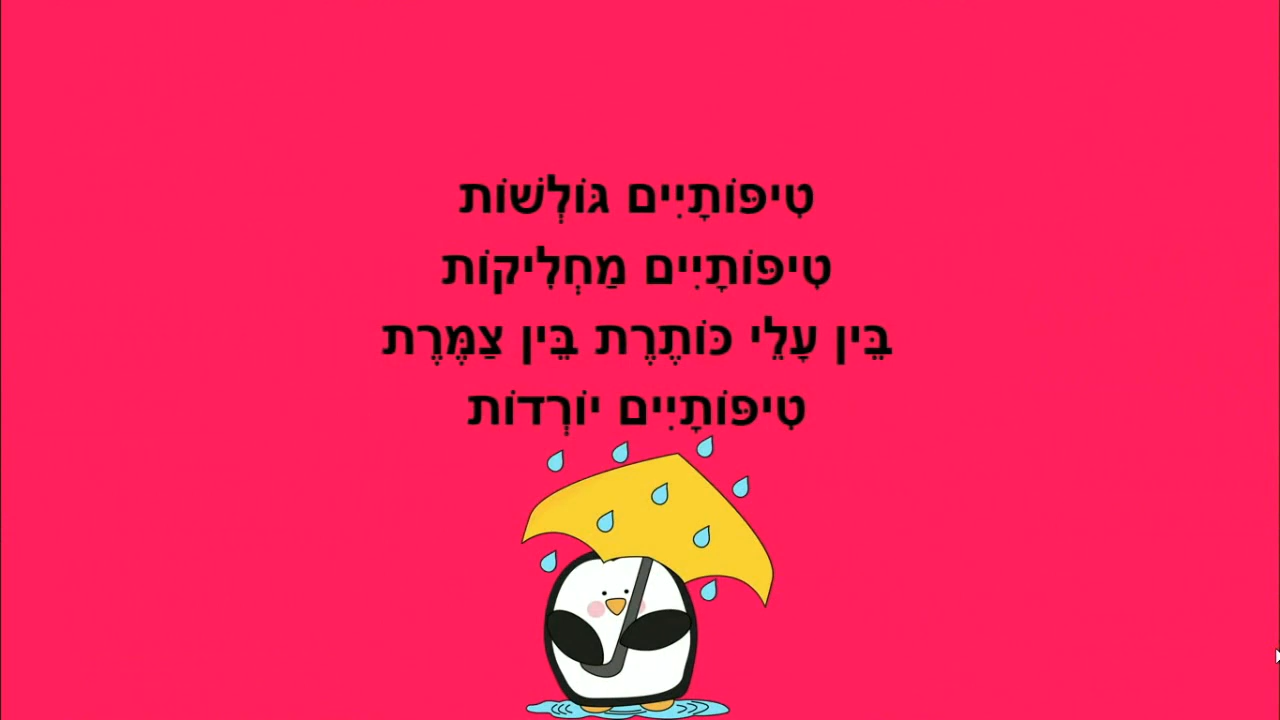 טִיפּוֹתָיִים גּוֹלְשׁוֹת
טִיפּוֹתָיִים מַחְלִיקוֹת
בֵּין עָלֵי כּוֹתֶרֶת בֵּין צַמֶּרֶת
טִיפּוֹתָיִים יוֹרְדוֹת